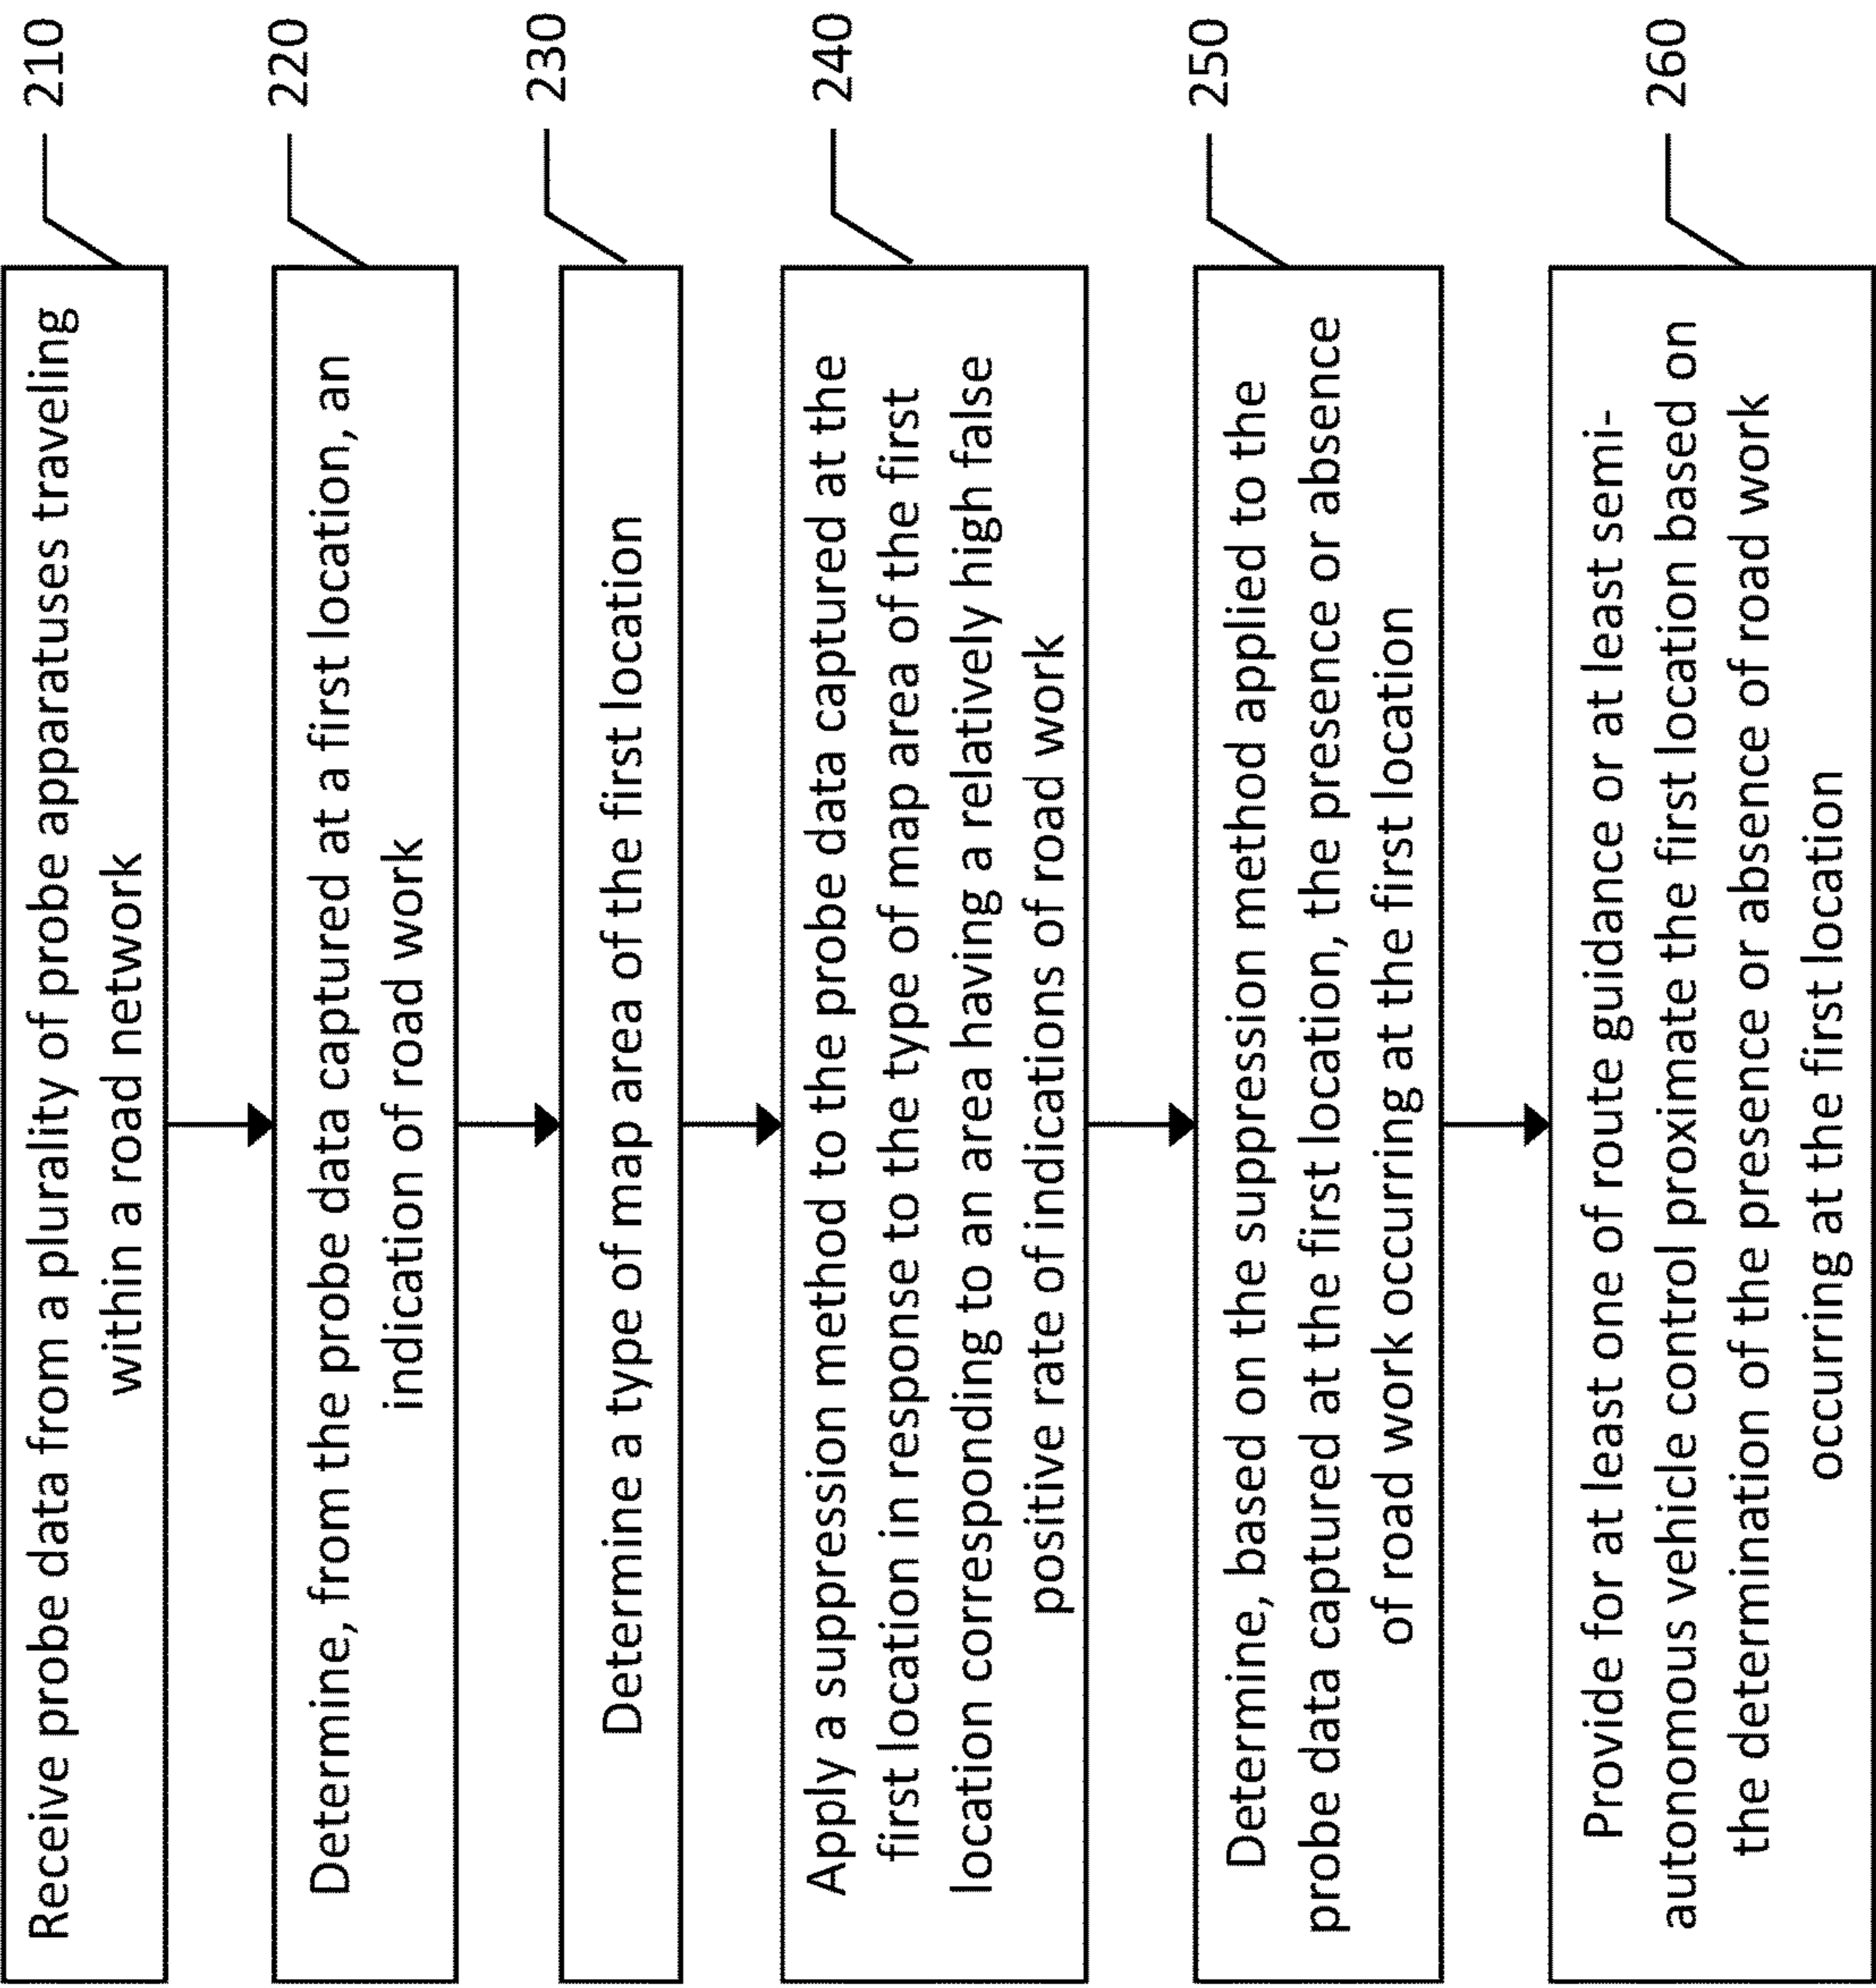 Receive probe data from a plurality of probe apparatuses traveling
within a road network
210
Determine, from the probe data captured at a first location, an
indication of road work
220
Determine a type of map area of the first location
230
Apply a suppression method to the probe data captured at the
first location in response to the type of map area of the first
location corresponding to an area having a relatively high false
positive rate of indications of road work
240
Determine, based on the suppression method applied to the
probe data captured at the first location, the presence or absence
of road work occurring at the first location
250
Provide for at least one of route guidance or at least semi-
autonomous vehicle control proximate the first location based on
the determination of the presence or absence of road work
occurring at the first location
260